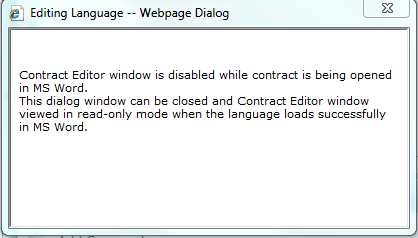 Editing Language -- Webpage Dialog
Contract Editor window is disabled while contract is being opened
in MS Word.
This dialog window can be closed and Contract Editor window
viewed in read-only mode when the language loads successfully
in MS Word.